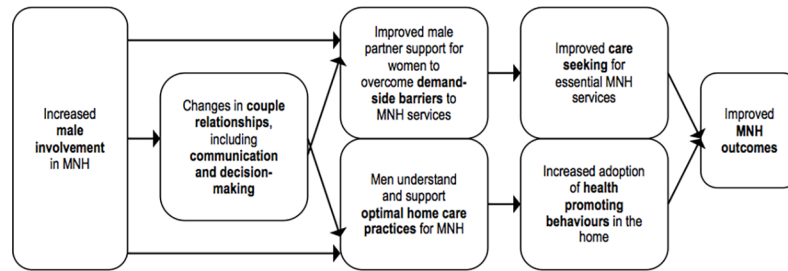 Increased
male
involvement
in MNH
Changes in couple
relationships,
including
communication
and decision-
making
Improved male
partner support for
women to
overcome demand-
side barriers to
MNH services
Men understand
and support
optimal home care
practices for MNH
Improved care
seeking for
essential MNH
services
Increased adoption
of health
promoting
behaviours in the
home
Improved
MNH
outcomes